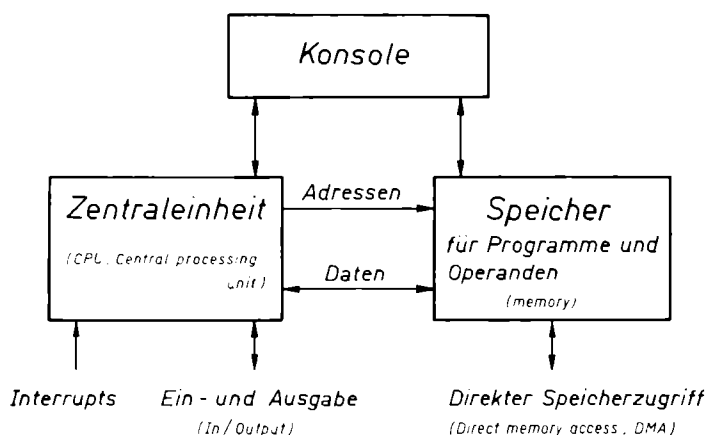 Konsole
Zentraleinheit
(CPU, Central processing
unit)
Adressen
Daten
Speicher
für Programme und
Operanden
(memory)
Interrupts
Ein- und Ausgabe
(In/Output)
Direkter Speicherzugriff
(Direct memory access, DMA)